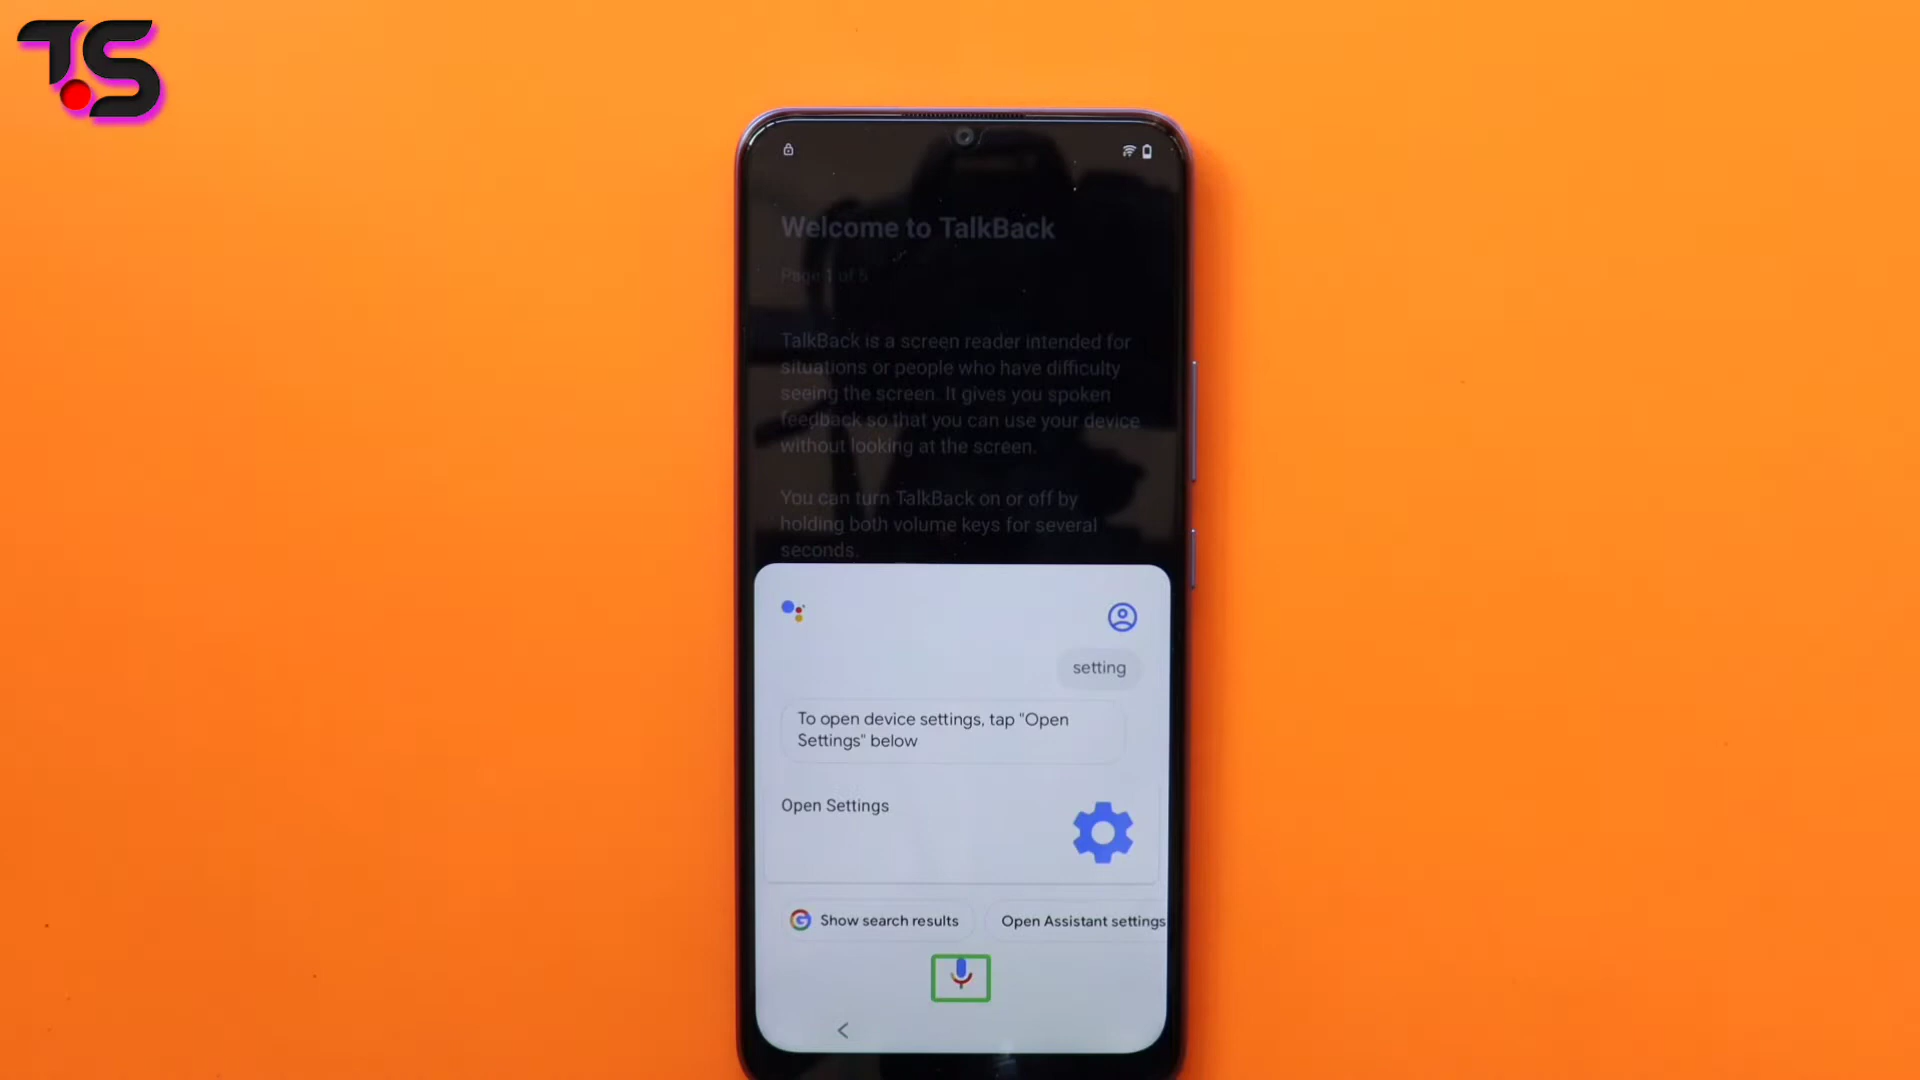 TS
Welcome to TalkBack
Page 1 of 5
TalkBack is a screen reader intended for
situations or people who have difficulty
seeing the screen. It gives you spoken
feedback so that you can use your device
without looking at the screen.
You can turn TalkBack on or off by
holding both volume keys for several
seconds.
setting
To open device settings, tap "Open
Settings" below
Open Settings
Show search results
Open Assistant settings